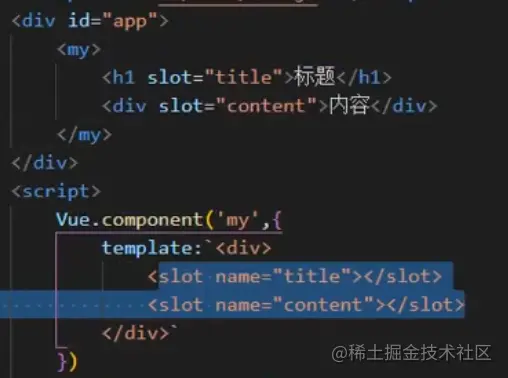 <div id="app">
<my>
<h1 slot="title">标题</h1>
<div slot="content">内容</div>
</my>
</div>
<script>
Vue.component('my',{
template:`<div>
<slot name="title"></slot>
<slot name="content"></slot>
</div>`
})
@稀土掘金技术社区